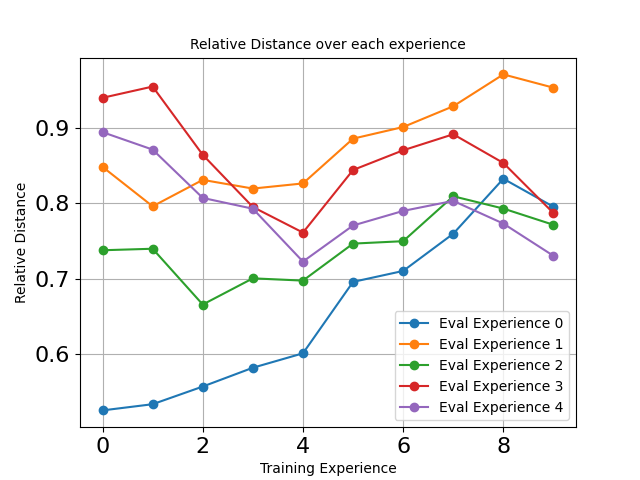 Relative Distance over each experience
Relative Distance
0.9
0.8
0.7
0.6
0
2
4
6
8
Training Experience
Eval Experience 0
Eval Experience 1
Eval Experience 2
Eval Experience 3
Eval Experience 4